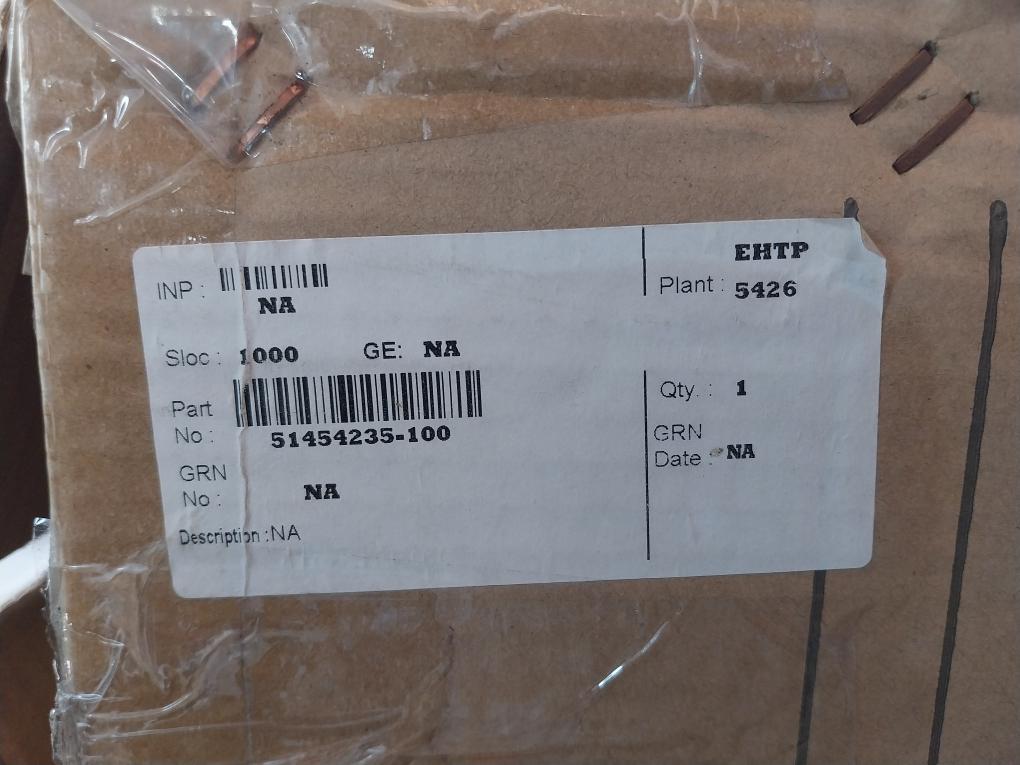 INP : NA
EHTP
Plant : 5426
Sloc : 1000 GE: NA
Part No : 51454235-100
Qty. : 1
GRN No : NA
GRN Date : NA
Description :NA